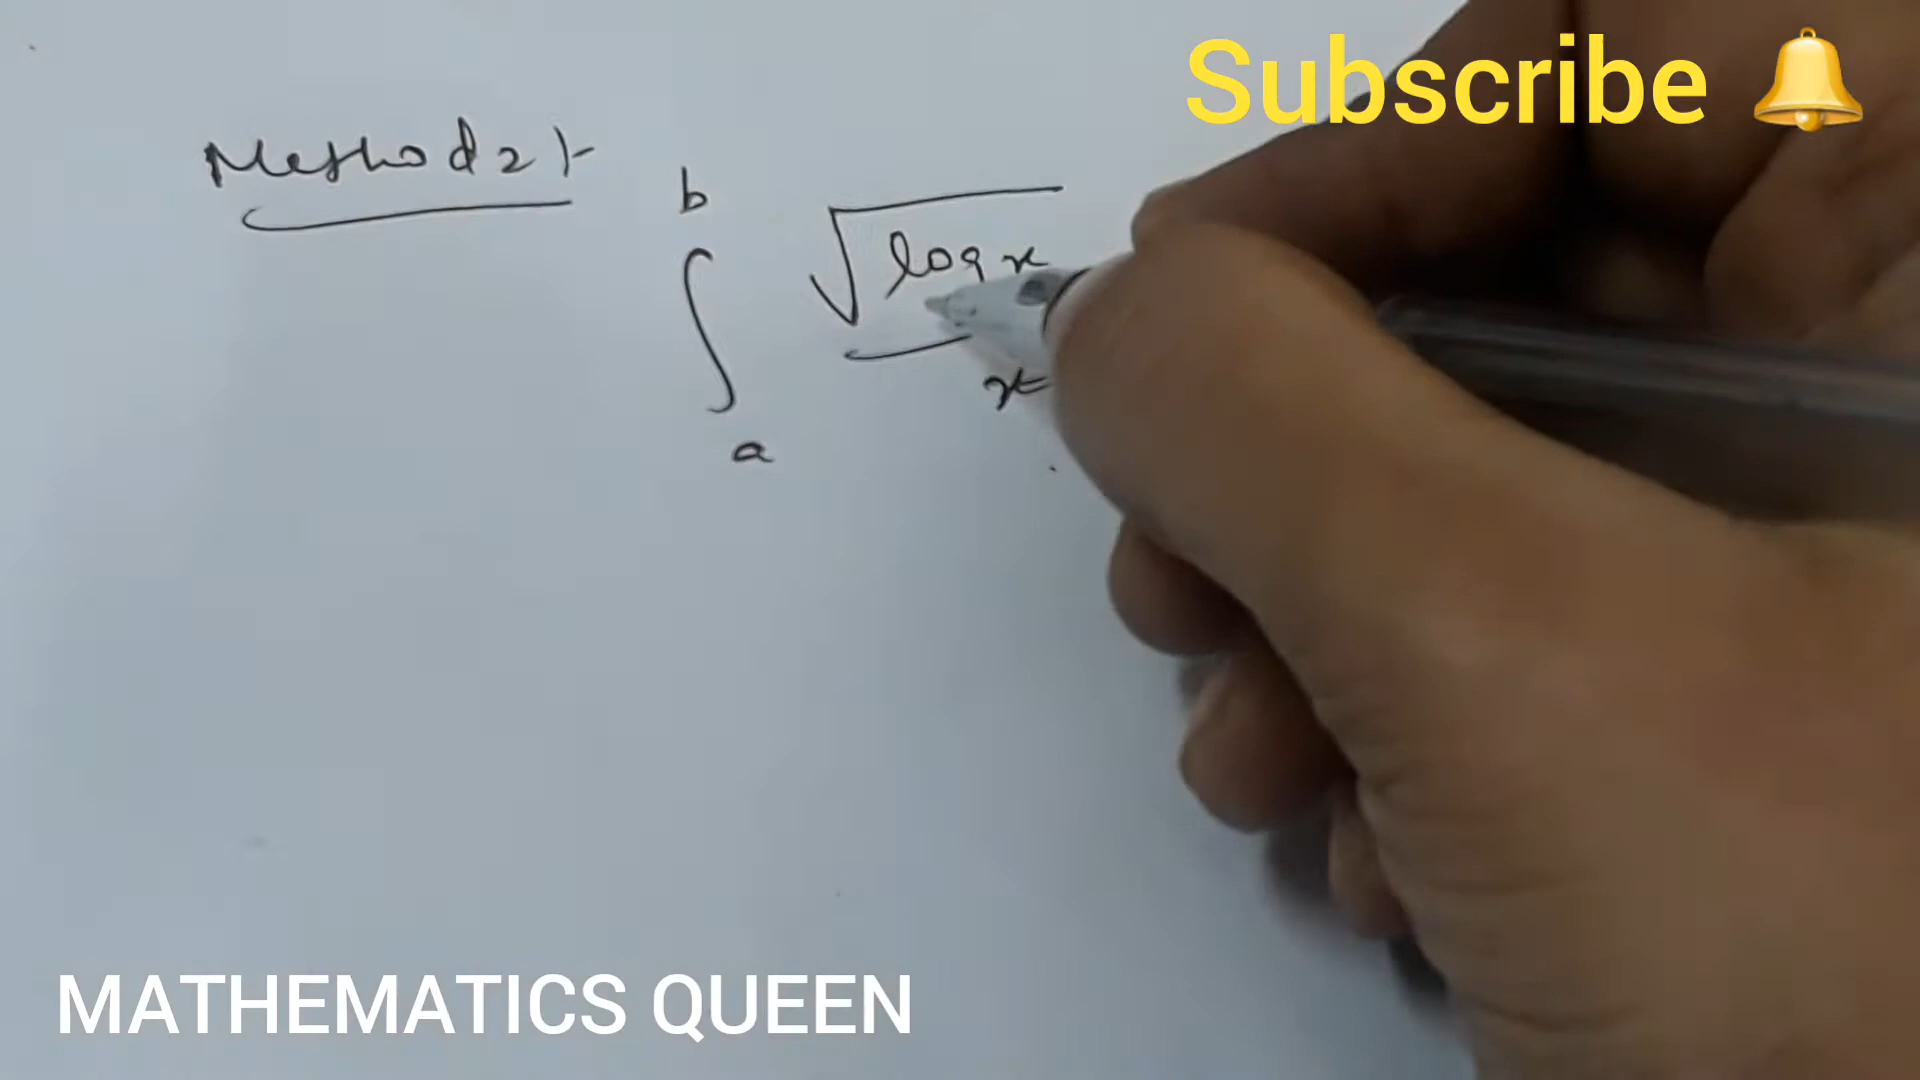 Subscribe 🔔
Method 2 :-
b
∫ √log x
x
a
MATHEMATICS QUEEN